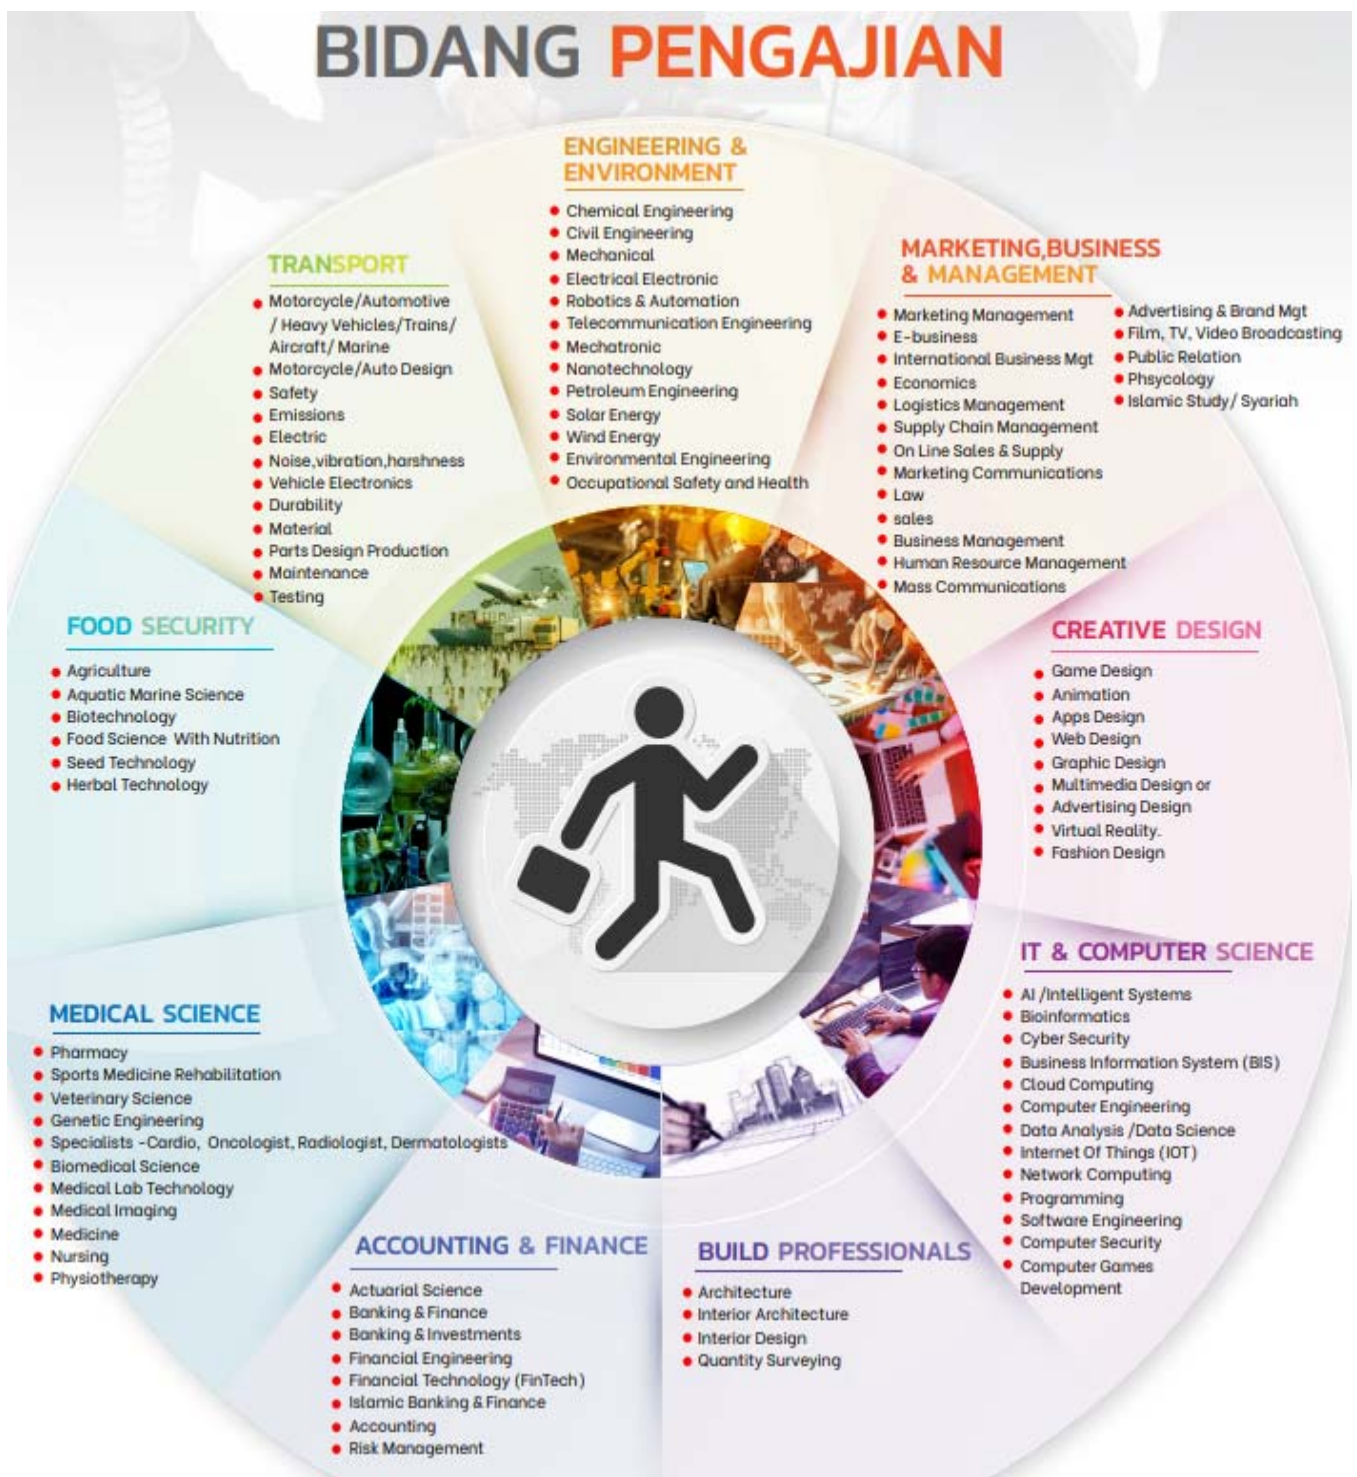 BIDANG PENGAJIAN
ENGINEERING &
ENVIRONMENT
Chemical Engineering
Civil Engineering
Mechanical
Electrical Electronic
Robotics & Automation
Telecommunication Engineering
Mechatronic
Nanotechnology
Petroleum Engineering
Solar Energy
Wind Energy
Environmental Engineering
Occupational Safety and Health
MARKETING,BUSINESS
& MANAGEMENT
Marketing Management
E-business
International Business Mgt
Economics
Logistics Management
Supply Chain Management
On Line Sales & Supply
Marketing Communications
Law
sales
Business Management
Human Resource Management
Mass Communications
Advertising & Brand Mgt
Film, TV, Video Broadcasting
Public Relation
Phsycology
Islamic Study/ Syariah
CREATIVE DESIGN
Game Design
Animation
Apps Design
Web Design
Graphic Design
Multimedia Design or
Advertising Design
Virtual Reality.
Fashion Design
IT & COMPUTER SCIENCE
AI /Intelligent Systems
Bioinformatics
Cyber Security
Business Information System (BIS)
Cloud Computing
Computer Engineering
Data Analysis /Data Science
Internet Of Things (IOT)
Network Computing
Programming
Software Engineering
Computer Security
Computer Games
Development
BUILD PROFESSIONALS
Architecture
Interior Architecture
Interior Design
Quantity Surveying
ACCOUNTING & FINANCE
Actuarial Science
Banking & Finance
Banking & Investments
Financial Engineering
Financial Technology (FinTech)
Islamic Banking & Finance
Accounting
Risk Management
MEDICAL SCIENCE
Pharmacy
Sports Medicine Rehabilitation
Veterinary Science
Genetic Engineering
Specialists -Cardio, Oncologist, Radiologist, Dermatologists
Biomedical Science
Medical Lab Technology
Medical Imaging
Medicine
Nursing
Physiotherapy
FOOD SECURITY
Agriculture
Aquatic Marine Science
Biotechnology
Food Science With Nutrition
Seed Technology
Herbal Technology
TRANSPORT
Motorcycle/Automotive
/ Heavy Vehicles/Trains/
Aircraft/ Marine
Motorcycle/Auto Design
Safety
Emissions
Electric
Noise,vibration,harshness
Vehicle Electronics
Durability
Material
Parts Design Production
Maintenance
Testing